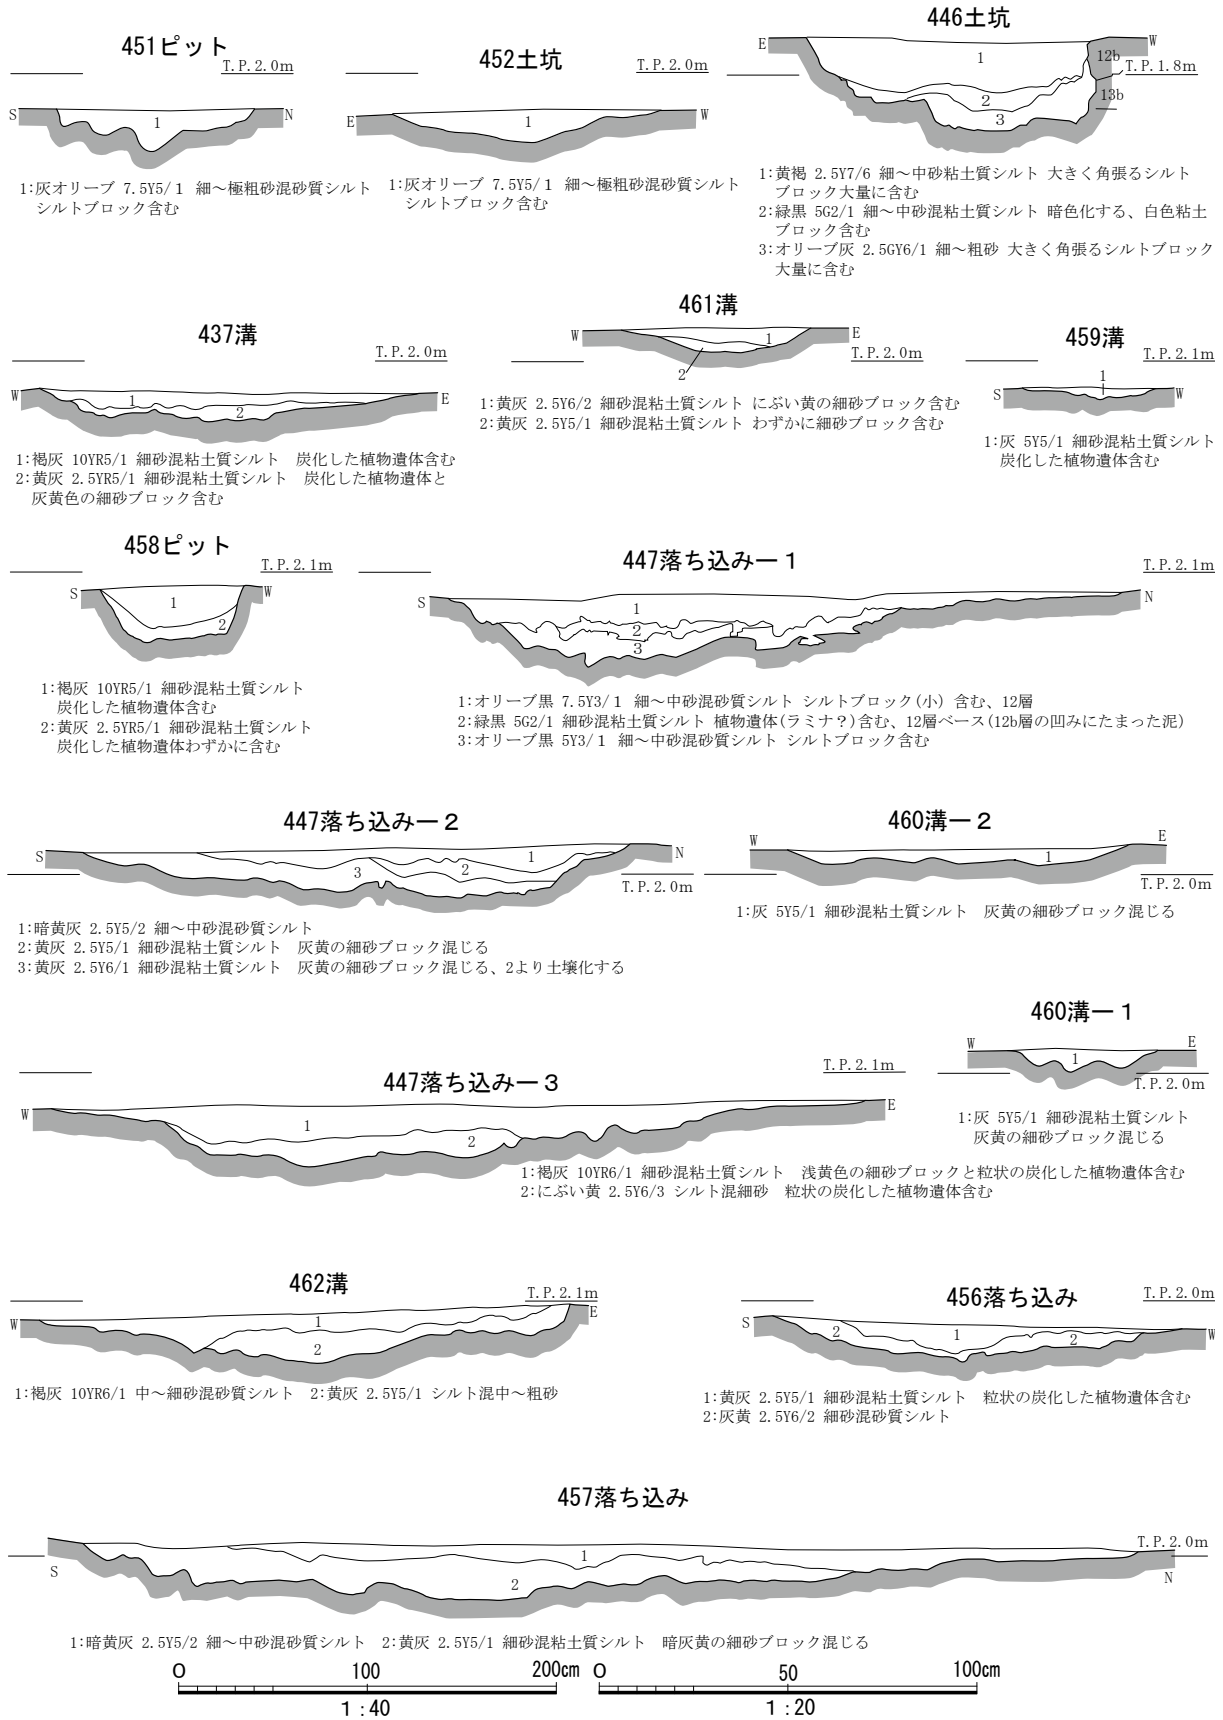 451ピット
T.P.2.0m
S
N
1
1:灰オリーブ 7.5Y5/1 細～極粗砂混砂質シルト
シルトブロック含む
452土坑
T.P.2.0m
E
W
1
1:灰オリーブ 7.5Y5/1 細～極粗砂混砂質シルト
シルトブロック含む
446土坑
E
W
1
12b
T.P.1.8m
2
13b
3
1:黄褐 2.5Y7/6 細～中砂粘土質シルト 大きく角張るシルト
ブロック大量に含む
2:緑黒 5G2/1 細～中砂混粘土質シルト 暗色化する、白色粘土
ブロック含む
3:オリーブ灰 2.5GY6/1 細～粗砂 大きく角張るシルトブロック
大量に含む
437溝
T.P.2.0m
W
E
1
2
1:褐灰 10YR5/1 細砂混粘土質シルト 炭化した植物遺体含む
2:黄灰 2.5YR5/1 細砂混粘土質シルト 炭化した植物遺体と
灰黄色の細砂ブロック含む
461溝
W
E
1
T.P.2.0m
2
1:黄灰 2.5Y6/2 細砂混粘土質シルト にぶい黄の細砂ブロック含む
2:黄灰 2.5Y5/1 細砂混粘土質シルト わずかに細砂ブロック含む
459溝
T.P.2.1m
1
S
W
1:灰 5Y5/1 細砂混粘土質シルト
炭化した植物遺体含む
458ピット
T.P.2.1m
S
W
1
2
1:褐灰 10YR5/1 細砂混粘土質シルト
炭化した植物遺体含む
2:黄灰 2.5YR5/1 細砂混粘土質シルト
炭化した植物遺体わずかに含む
447落ち込みー1
T.P.2.1m
S
N
1
2
3
1:オリーブ黒 7.5Y3/1 細～中砂混砂質シルト シルトブロック(小) 含む、12層
2:緑黒 5G2/1 細砂混粘土質シルト 植物遺体(ラミナ？)含む、12層ベース(12b層の凹みにたまった泥)
3:オリーブ黒 5Y3/1 細～中砂混砂質シルト シルトブロック含む
447落ち込みー2
S
N
1
2
3
T.P.2.0m
1:暗黄灰 2.5Y5/2 細～中砂混砂質シルト
2:黄灰 2.5Y5/1 細砂混粘土質シルト 灰黄の細砂ブロック混じる
3:黄灰 2.5Y6/1 細砂混粘土質シルト 灰黄の細砂ブロック混じる、2より土壌化する
460溝ー2
W
E
1
T.P.2.0m
1:灰 5Y5/1 細砂混粘土質シルト 灰黄の細砂ブロック混じる
460溝ー1
W
E
1
T.P.2.0m
1:灰 5Y5/1 細砂混粘土質シルト
灰黄の細砂ブロック混じる
447落ち込みー3
T.P.2.1m
W
E
1
2
1:褐灰 10YR6/1 細砂混粘土質シルト 浅黄色の細砂ブロックと粒状の炭化した植物遺体含む
2:にぶい黄 2.5Y6/3 シルト混細砂 粒状の炭化した植物遺体含む
462溝
T.P.2.1m
W
E
1
2
1:褐灰 10YR6/1 中～細砂混砂質シルト 2:黄灰 2.5Y5/1 シルト混中～粗砂
456落ち込み
T.P.2.0m
S
W
2
1
2
1:黄灰 2.5Y5/1 細砂混粘土質シルト 粒状の炭化した植物遺体含む
2:灰黄 2.5Y6/2 細砂混砂質シルト
457落ち込み
T.P.2.0m
S
N
1
2
1:暗黄灰 2.5Y5/2 細～中砂混砂質シルト 2:黄灰 2.5Y5/1 細砂混粘土質シルト 暗灰黄の細砂ブロック混じる
0 100 200cm
1:40
0 50 100cm
1:20